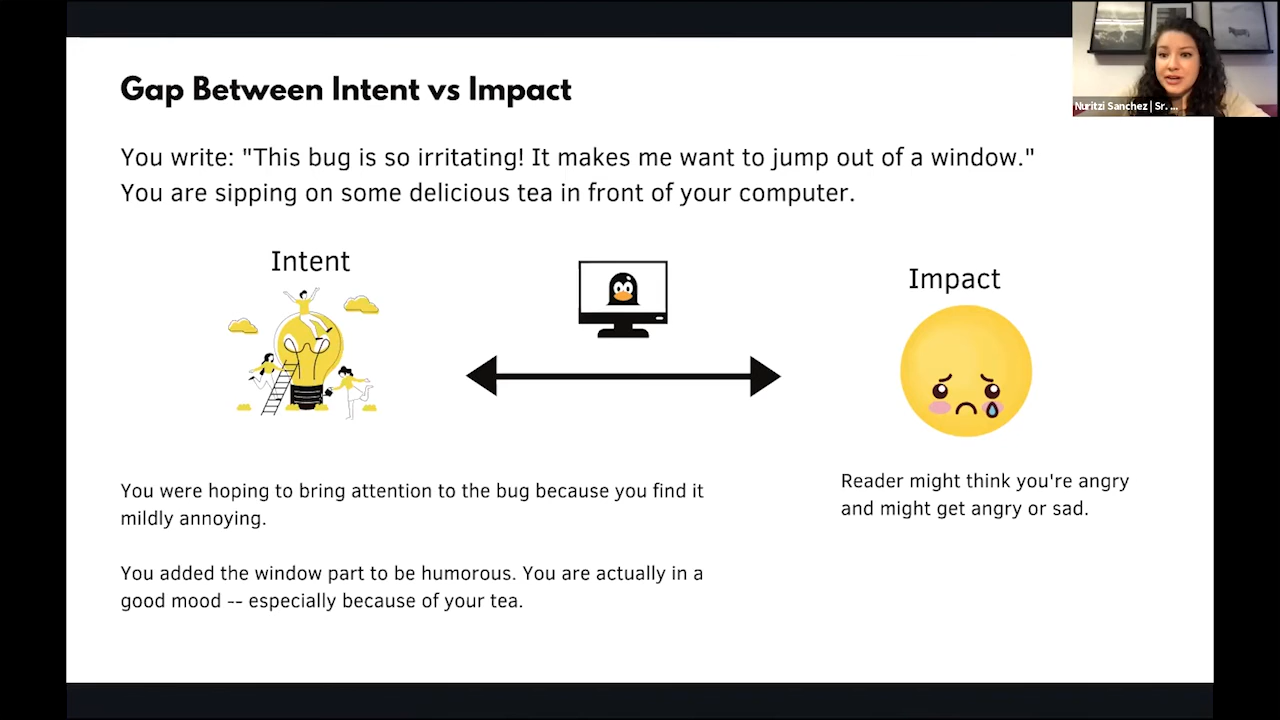 Gap Between Intent vs Impact
Nuritzi Sanchez | Sr. ...
You write: "This bug is so irritating! It makes me want to jump out of a window."
You are sipping on some delicious tea in front of your computer.
Intent
Impact
You were hoping to bring attention to the bug because you find it
mildly annoying.
You added the window part to be humorous. You are actually in a
good mood -- especially because of your tea.
Reader might think you're angry
and might get angry or sad.